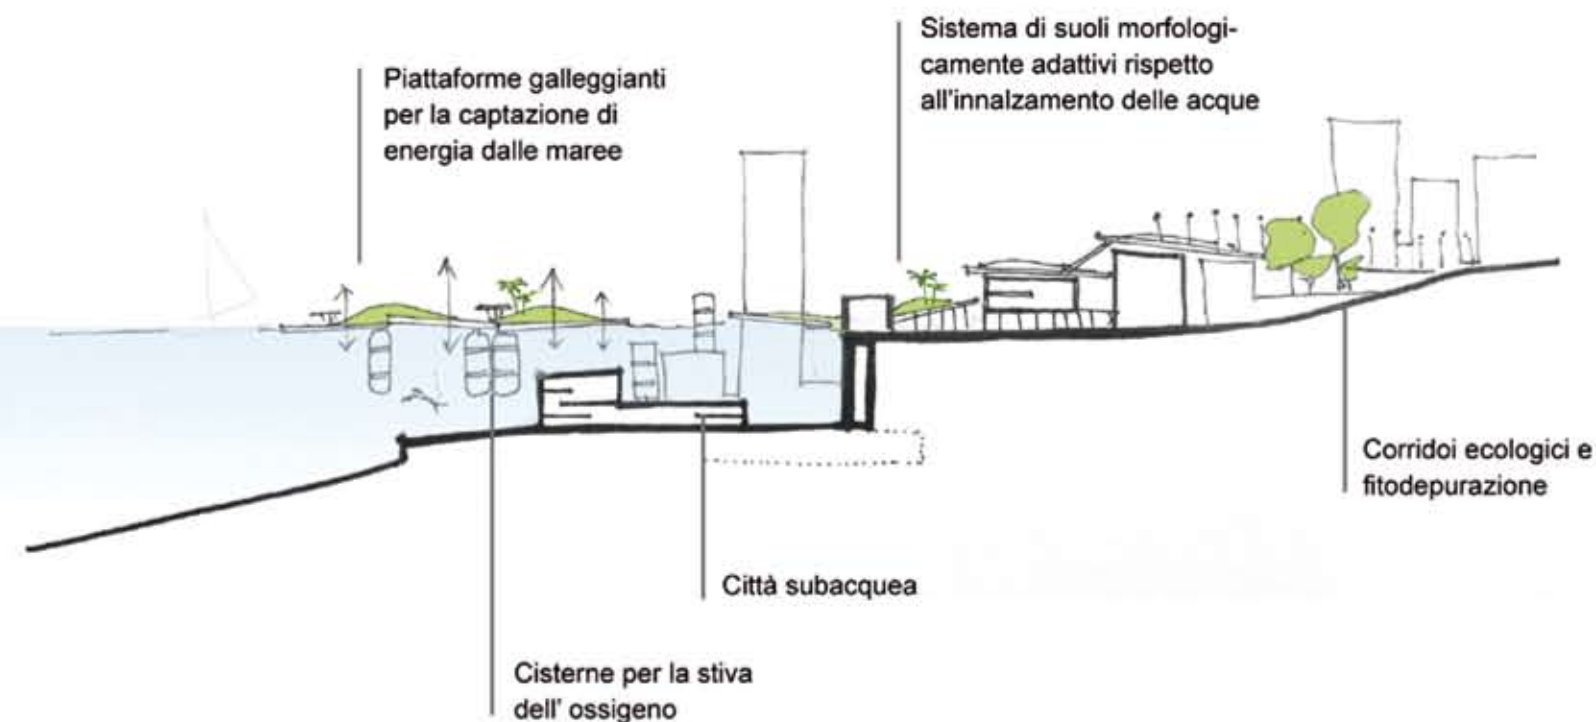 Piattaforme galleggianti
per la captazione di
energia dalle maree
Sistema di suoli morfologi-
camente adattivi rispetto
all'innalzamento delle acque
Corridoi ecologici e
fitodepurazione
Città subacquea
Cisterne per la stiva
dell' ossigeno